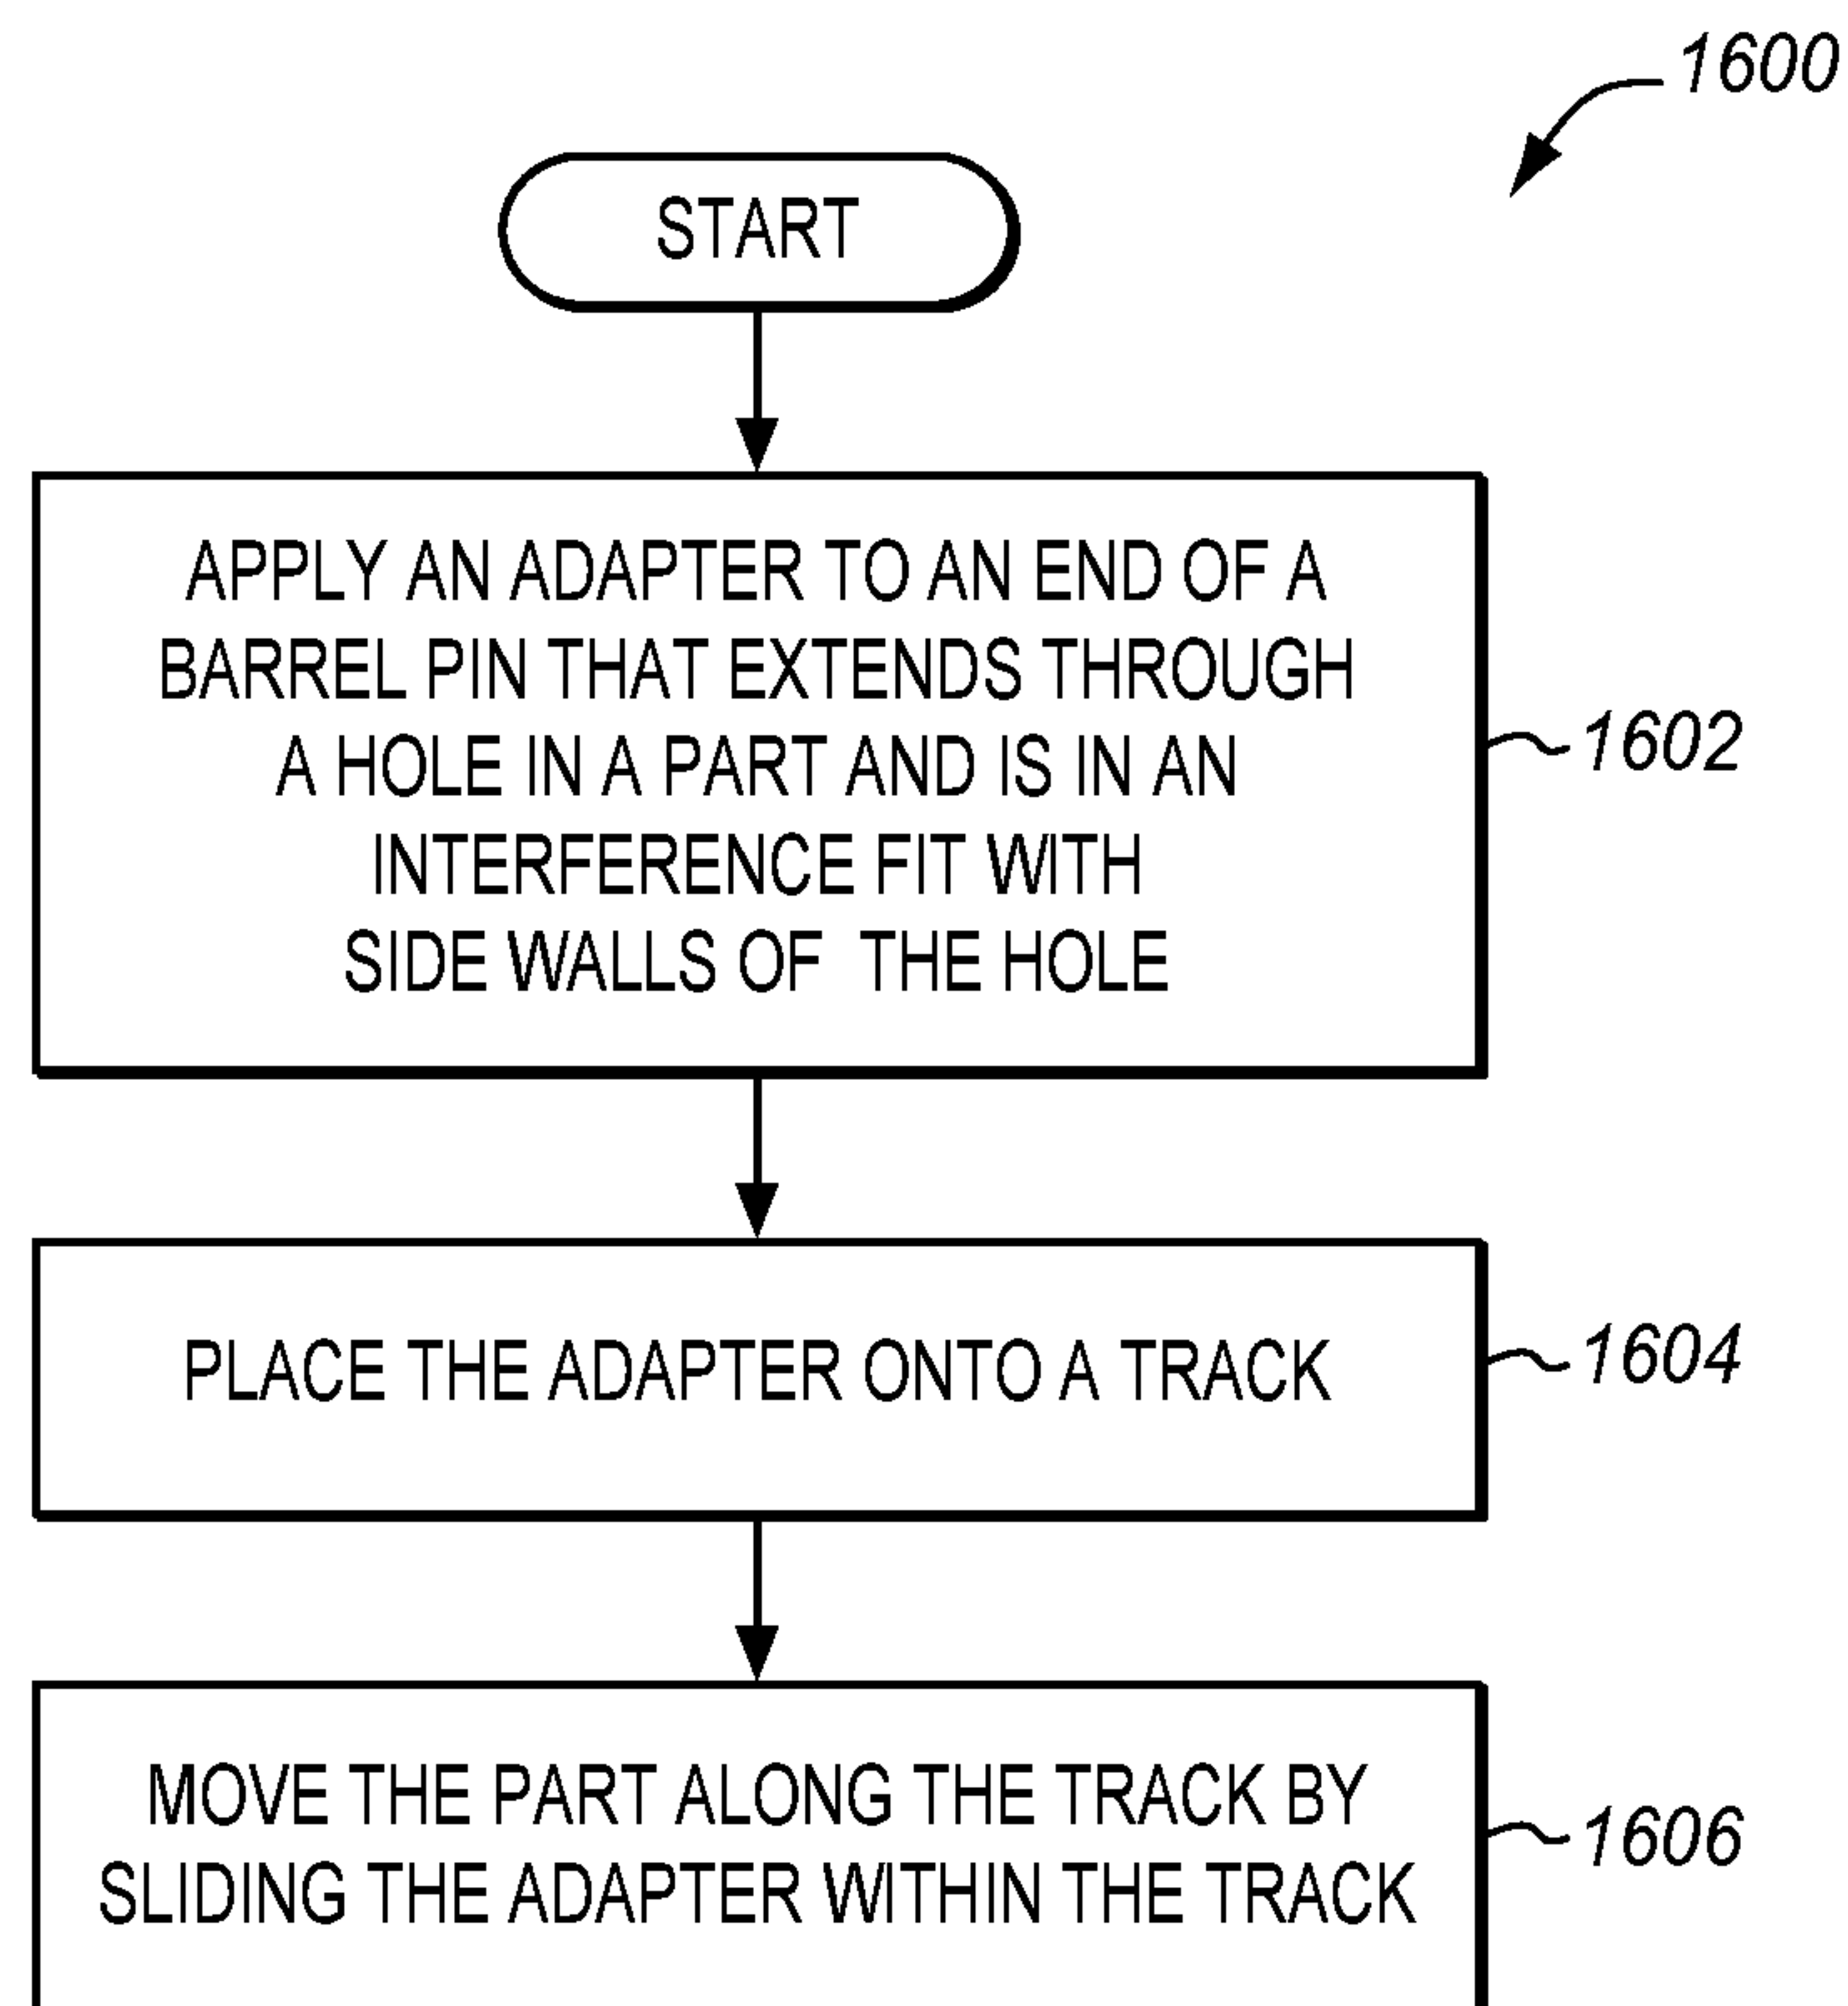 1600
START
APPLY AN ADAPTER TO AN END OF A
BARREL PIN THAT EXTENDS THROUGH
A HOLE IN A PART AND IS IN AN
INTERFERENCE FIT WITH
SIDE WALLS OF THE HOLE
1602
PLACE THE ADAPTER ONTO A TRACK
1604
MOVE THE PART ALONG THE TRACK BY
SLIDING THE ADAPTER WITHIN THE TRACK
1606